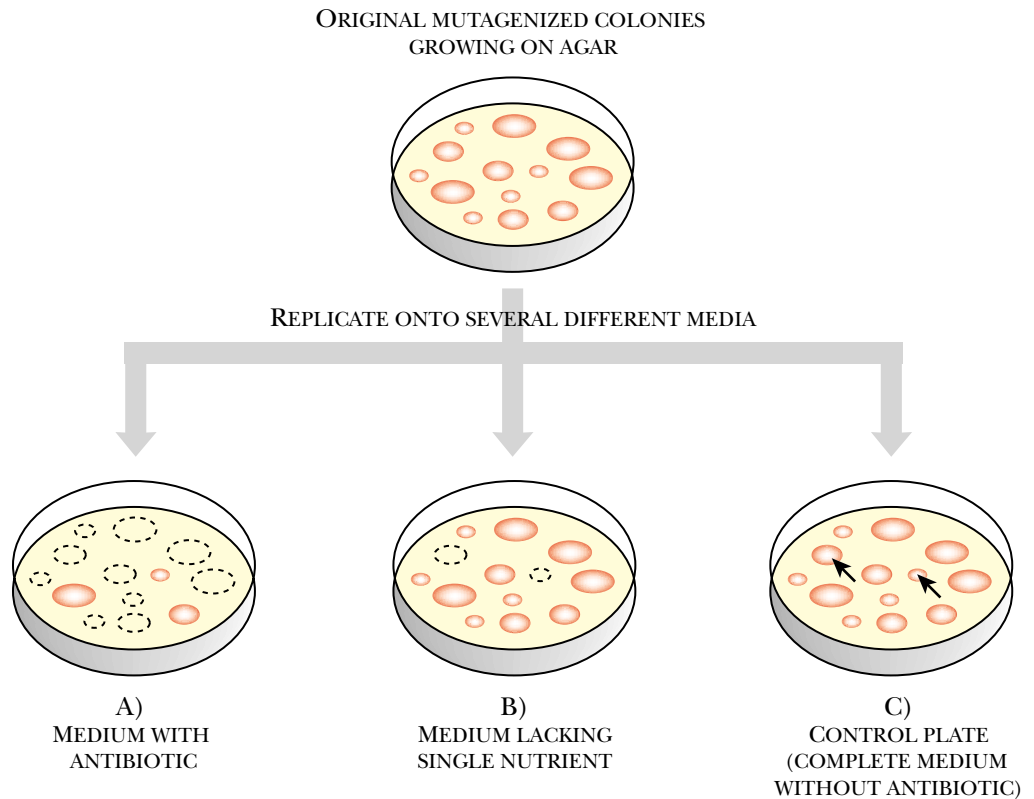 ORIGINAL MUTAGENIZED COLONIES
GROWING ON AGAR
REPLICATE ONTO SEVERAL DIFFERENT MEDIA
A)
MEDIUM WITH
ANTIBIOTIC
B)
MEDIUM LACKING
SINGLE NUTRIENT
C)
CONTROL PLATE
(COMPLETE MEDIUM
WITHOUT ANTIBIOTIC)